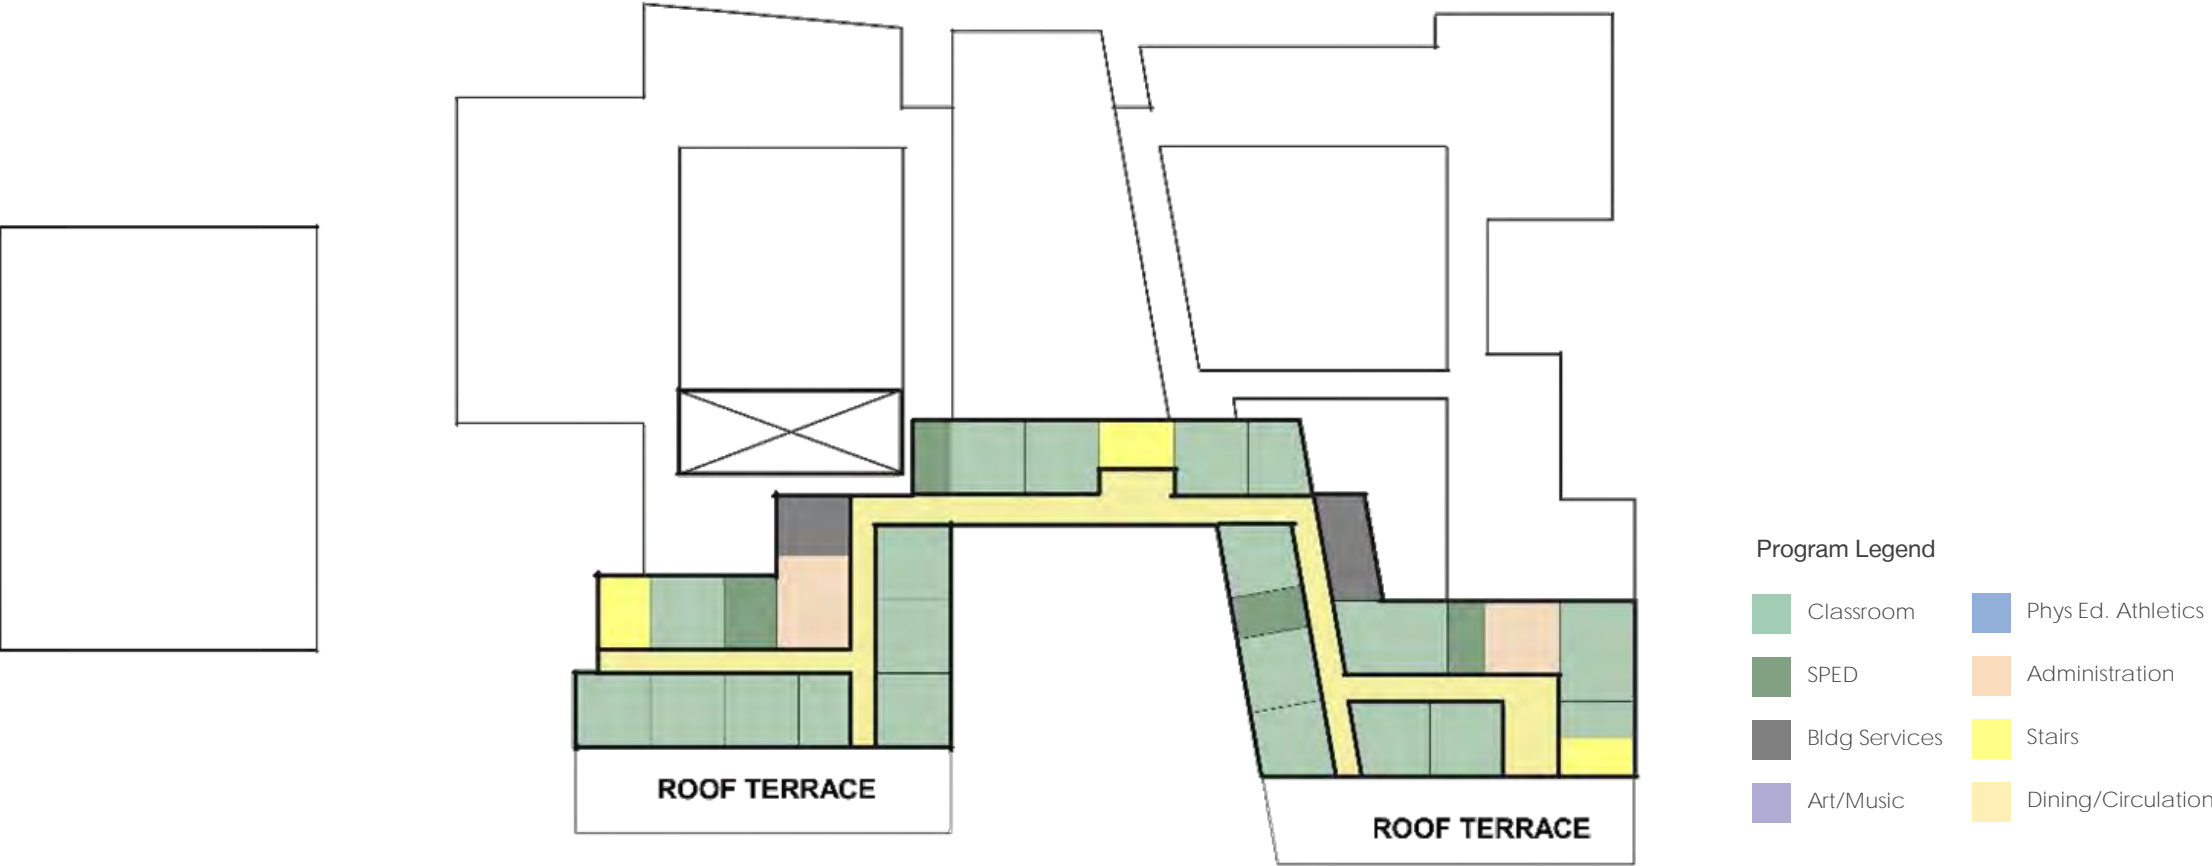 ROOF TERRACE
ROOF TERRACE
Program Legend
Classroom
Phys Ed. Athletics
SPED
Administration
Bldg Services
Stairs
Art/Music
Dining/Circulation